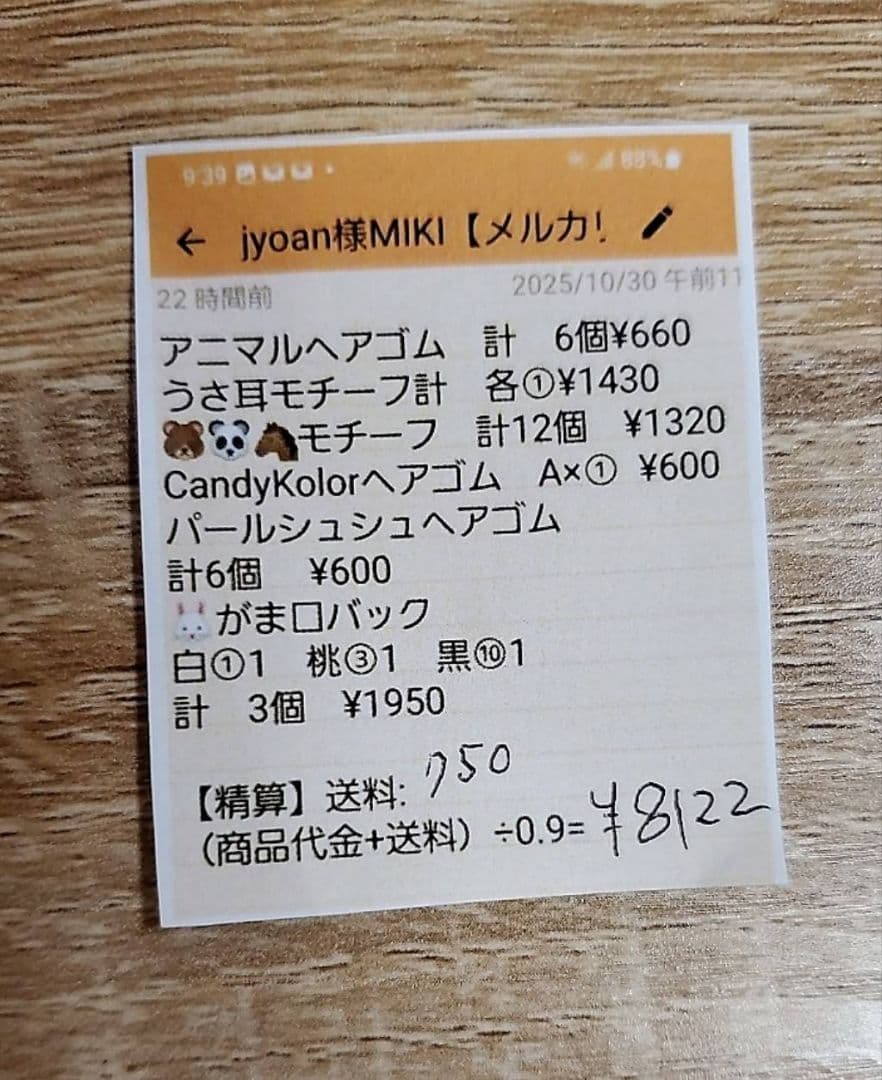 9:39 88%
← jyoan様MIKI【メルカリ
22 時間前 2025/10/30 午前11
アニマルヘアゴム 計 6個¥660
うさ耳モチーフ計 各①¥1430
🐻🐼🐴モチーフ 計12個 ¥1320
CandyKolorヘアゴム A×① ¥600
パールシュシュヘアゴム
計6個 ¥600
🐰がま口バック
白①1 桃③1 黒⑩1
計 3個 ¥1950
【精算】送料: 750
（商品代金+送料）÷0.9= ¥8122